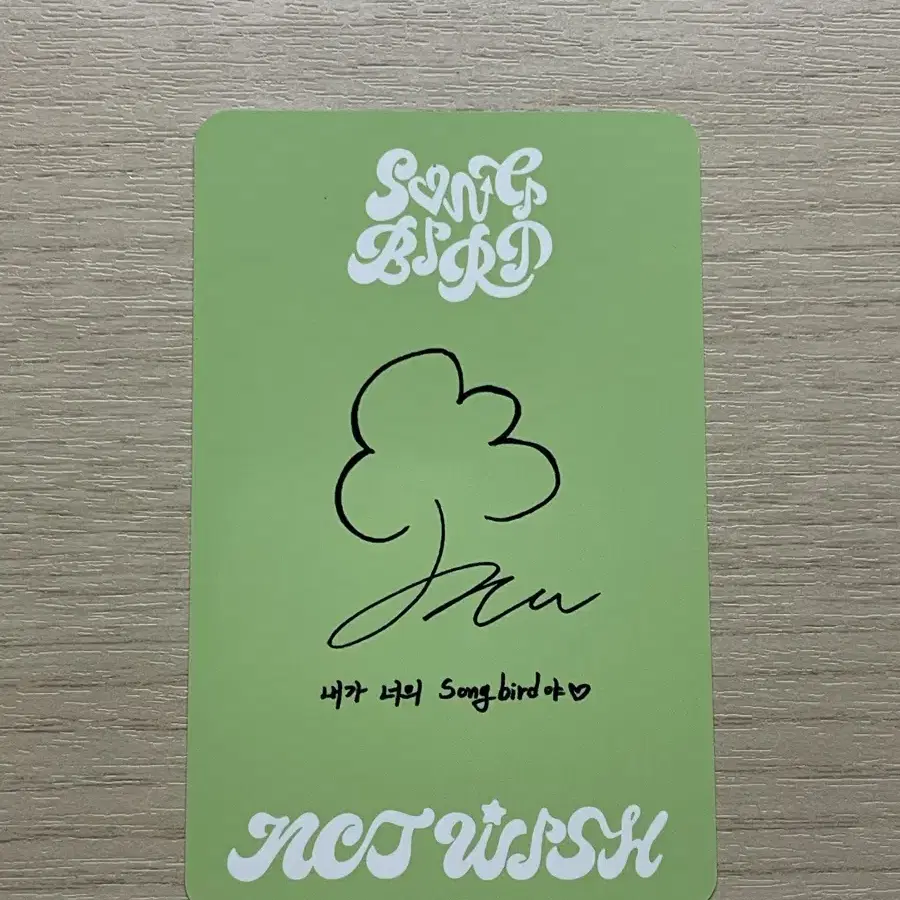 SONG
BIRD
내가 너의 Songbird야♡
NCT WISH